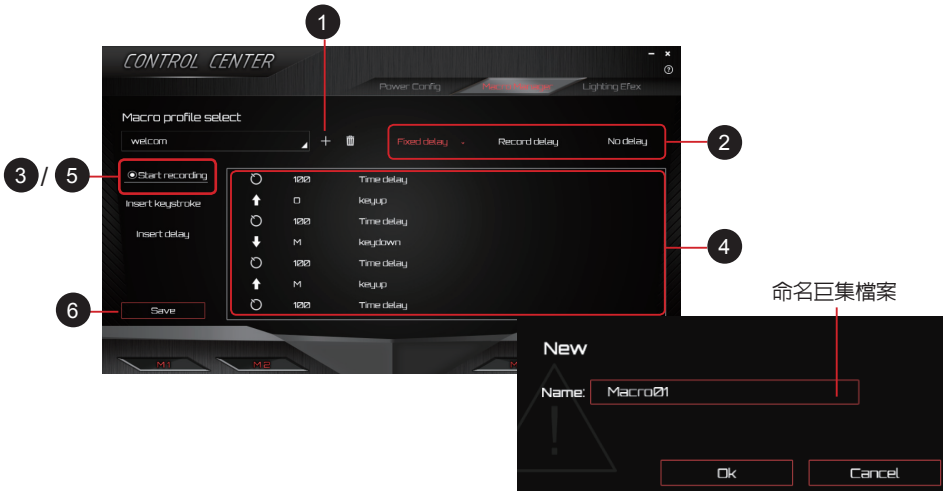 1
CONTROL CENTER
Power Config Macro Manager Lighting Efex
Macro profile select
welcom
Fixed delay Record delay No delay
2
3 / 5
Start recording
100 Time delay
O keyup
Insert keystroke
100 Time delay
Insert delay
M keydown
4
100 Time delay
M keyup
6
Save
100 Time delay
命名巨集檔案
M1 M2 M
New
Name: Macro01
Ok Cancel